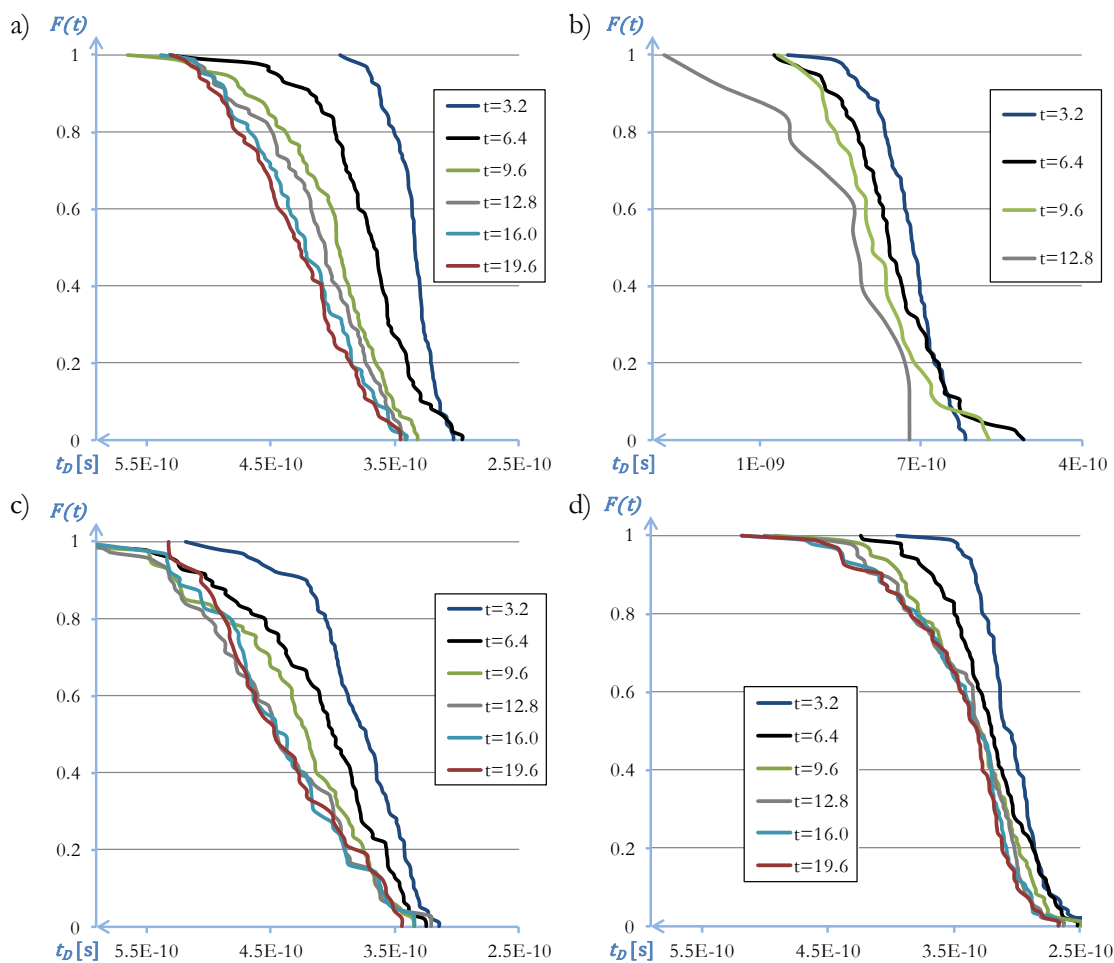 a)
F(t)
1
0.8
0.6
0.4
0.2
0
t=3.2
t=6.4
t=9.6
t=12.8
t=16.0
t=19.6
t_D [s]
5.5E-10
4.5E-10
3.5E-10
2.5E-10
b)
F(t)
1
0.8
0.6
0.4
0.2
0
t=3.2
t=6.4
t=9.6
t=12.8
t_D [s]
1E-09
7E-10
4E-10
c)
F(t)
1
0.8
0.6
0.4
0.2
0
t=3.2
t=6.4
t=9.6
t=12.8
t=16.0
t=19.6
t_D [s]
5.5E-10
4.5E-10
3.5E-10
2.5E-10
d)
F(t)
1
0.8
0.6
0.4
0.2
0
t=3.2
t=6.4
t=9.6
t=12.8
t=16.0
t=19.6
t_D [s]
5.5E-10
4.5E-10
3.5E-10
2.5E-10